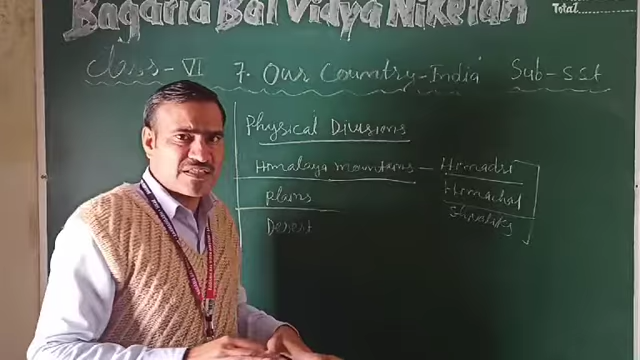 Bagaria Bal Vidya Niketan
Total.......
Class - VI 7. Our Country - India Sub - S.St
Physical Divisions
Himalaya mountains - Himadri
Himachal
Shivaliks
Plains
Desert